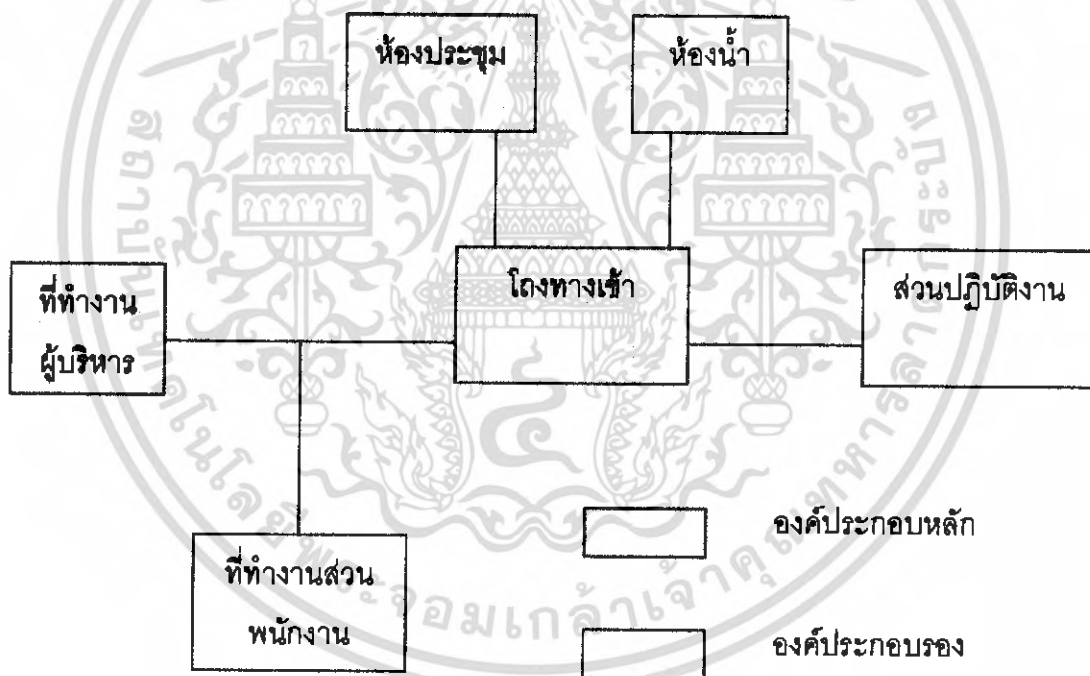 ห้องประชุม
ห้องน้ำ
โถงทางเข้า
ส่วนปฏิบัติงาน
ที่ทำงาน
ผู้บริหาร
องค์ประกอบหลัก
ที่ทำงานส่วน
พนักงาน
องค์ประกอบรอง